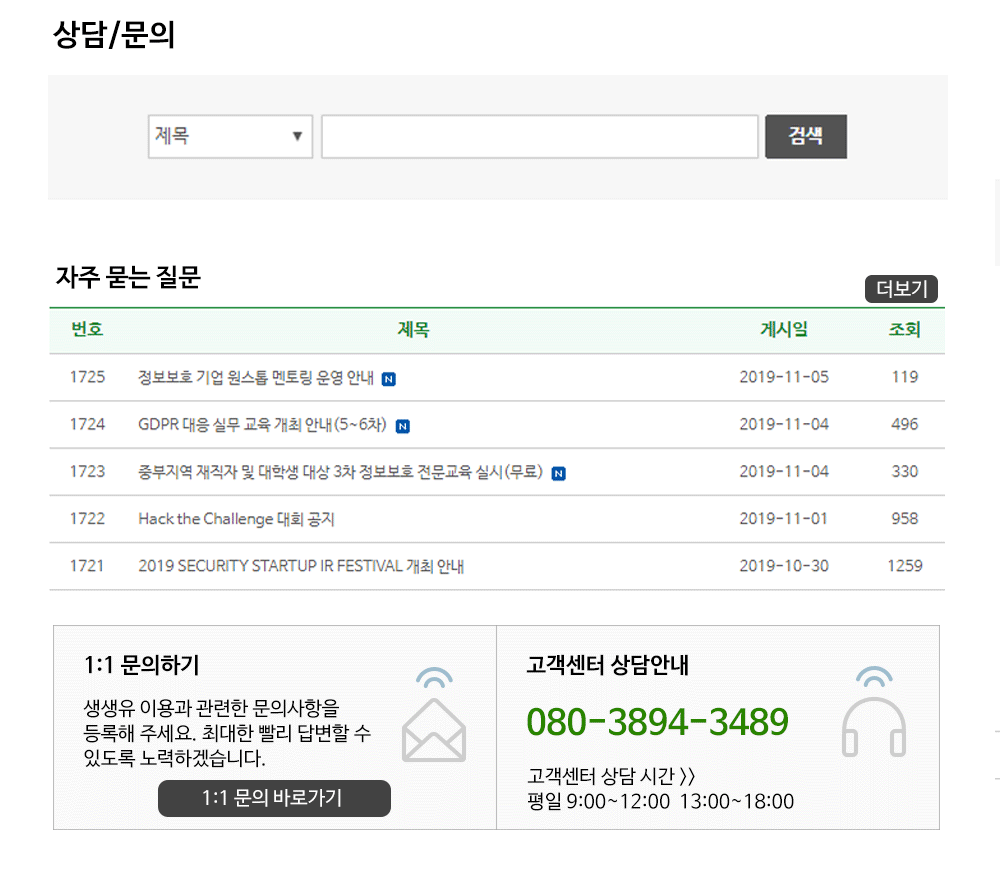 상담/문의
제목 ▼ 검색
자주 묻는 질문
더보기
번호 제목 게시일 조회
1725 정보보호 기업 원스톱 멘토링 운영 안내 N 2019-11-05 119
1724 GDPR 대응 실무 교육 개최 안내(5~6차) N 2019-11-04 496
1723 중부지역 재직자 및 대학생 대상 3차 정보보호 전문교육 실시(무료) N 2019-11-04 330
1722 Hack the Challenge 대회 공지 2019-11-01 958
1721 2019 SECURITY STARTUP IR FESTIVAL 개최 안내 2019-10-30 1259
1:1 문의하기
생생유 이용과 관련한 문의사항을
등록해 주세요. 최대한 빨리 답변할 수
있도록 노력하겠습니다.
1:1 문의 바로가기
고객센터 상담안내
080-3894-3489
고객센터 상담 시간 〉〉
평일 9:00~12:00 13:00~18:00